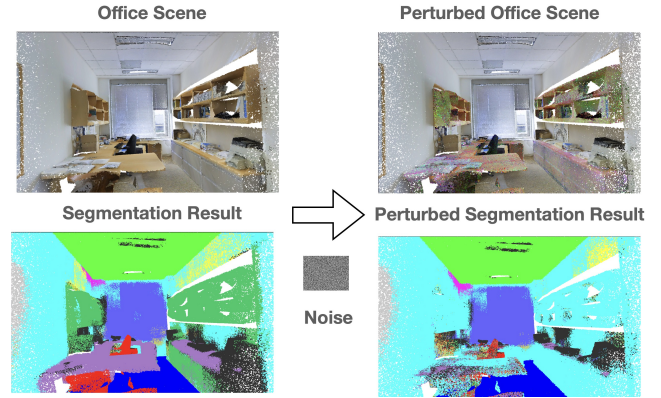 Office Scene
Perturbed Office Scene
Segmentation Result
Perturbed Segmentation Result
Noise